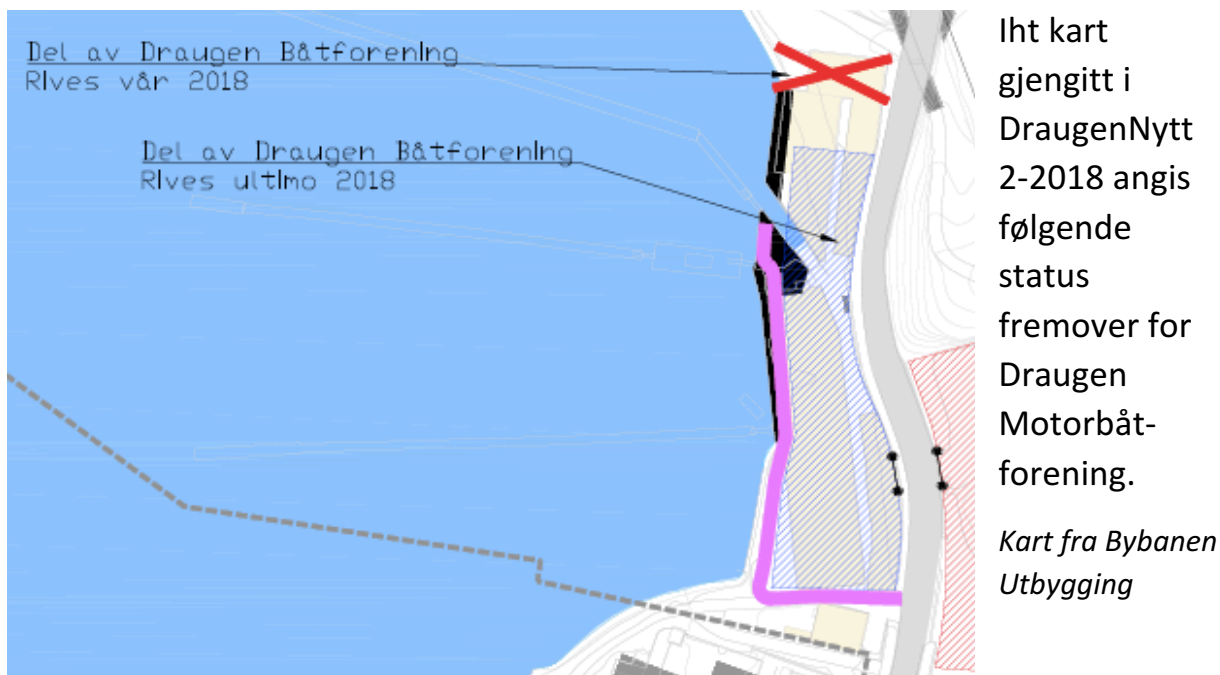 Del av Draugen Båtforening
Rives vår 2018
Del av Draugen Båtforening
Rives ultimo 2018
Iht kart
gjengitt i
DraugenNytt
2-2018 angis
følgende
status
fremover for
Draugen
Motorbåt-
forening.
Kart fra Bybanen
Utbygging